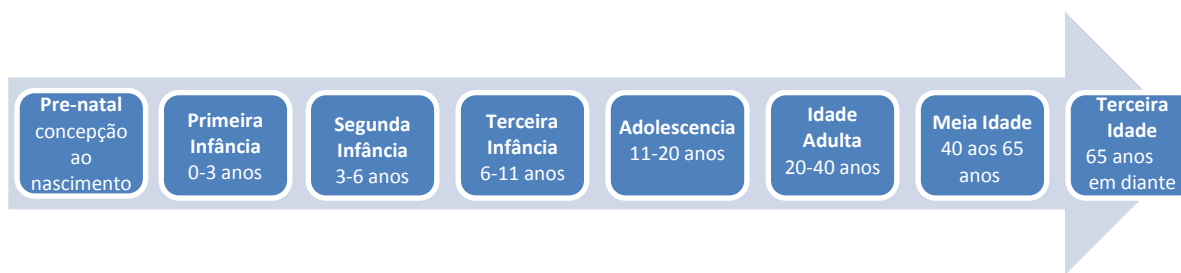 Pre-natal
concepção
ao
nascimento
Primeira
Infância
0-3 anos
Segunda
Infância
3-6 anos
Terceira
Infância
6-11 anos
Adolescencia
11-20 anos
Idade
Adulta
20-40 anos
Meia Idade
40 aos 65
anos
Terceira
Idade
65 anos
em diante